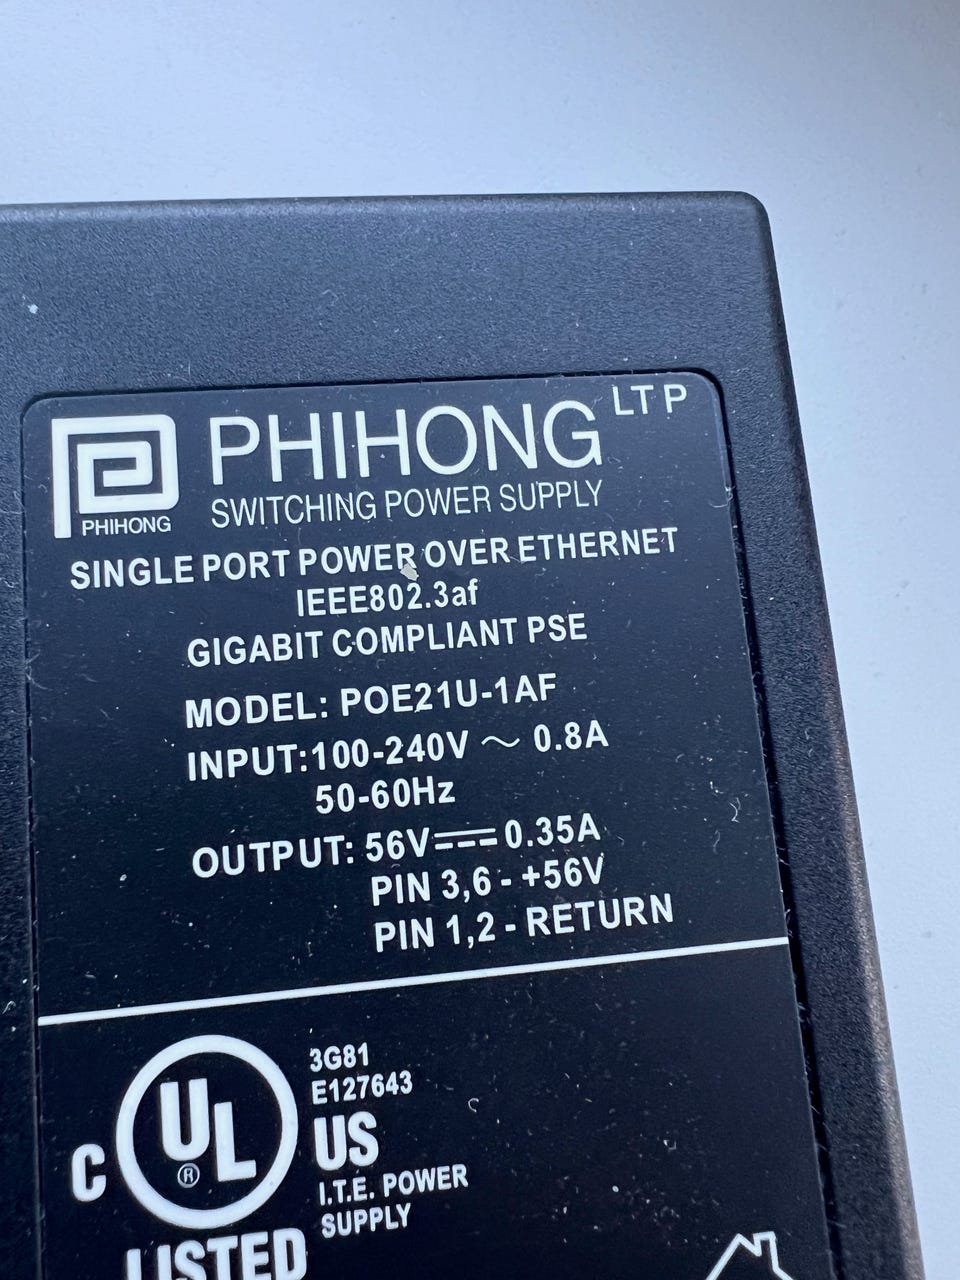 PHIHONG LTP
PHIHONG
SWITCHING POWER SUPPLY
SINGLE PORT POWER OVER ETHERNET
IEEE802.3af
GIGABIT COMPLIANT PSE
MODEL: POE21U-1AF
INPUT:100-240V ~ 0.8A
50-60Hz
OUTPUT: 56V⎓0.35A
PIN 3,6 - +56V
PIN 1,2 - RETURN
3G81
E127643
C UL® US
I.T.E. POWER
SUPPLY
LISTED